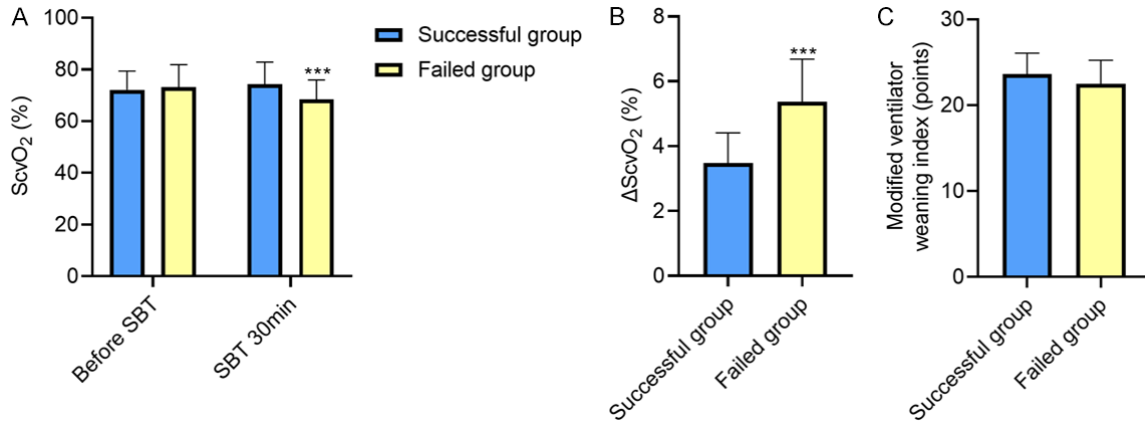 A
100
80
60
40
20
0
ScvO2 (%)
***
Before SBT
SBT 30min
Successful group
Failed group
B
8
6
4
2
0
ΔScvO2 (%)
***
Successful group
Failed group
C
30
20
10
0
Modified ventilator
weaning index (points)
Successful group
Failed group